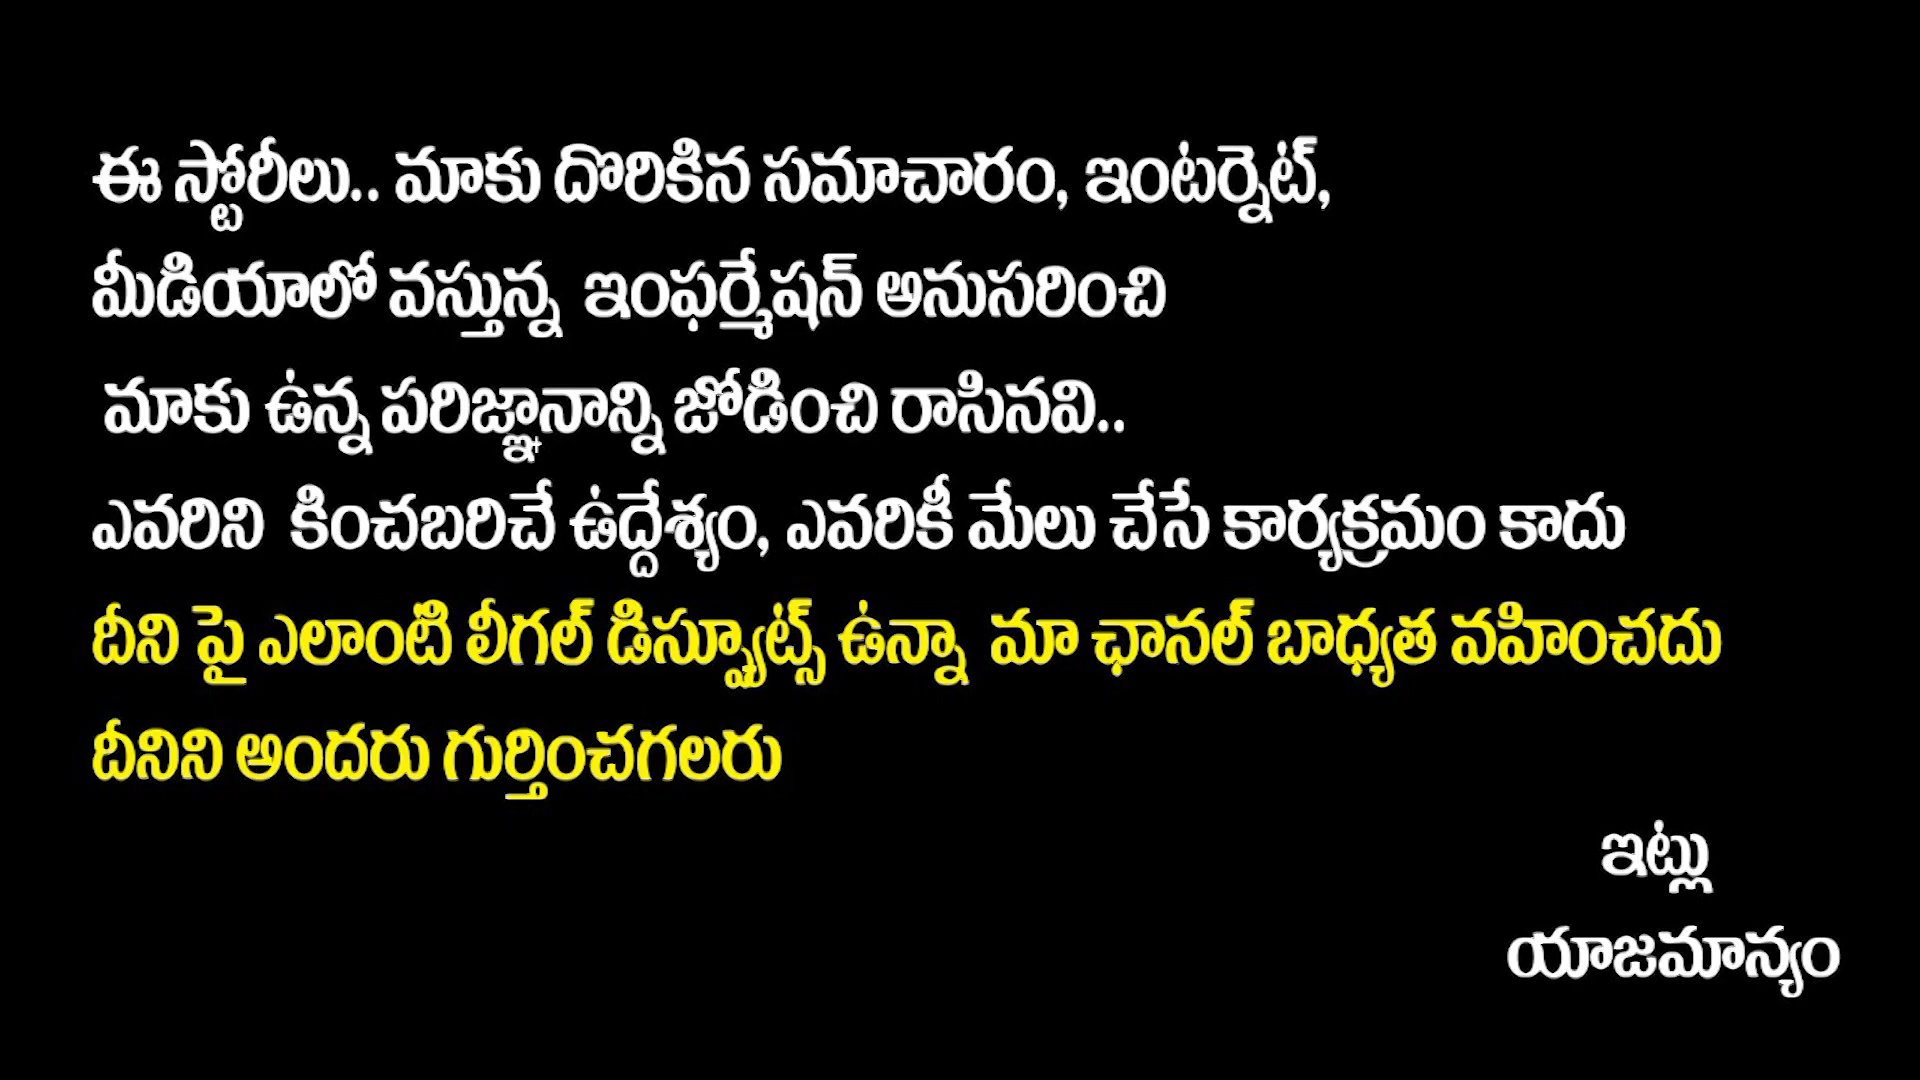 ఈ స్టోరీలు.. మాకు దొరికిన సమాచారం, ఇంటర్నెట్,
మీడియాలో వస్తున్న ఇంఫర్మేషన్ అనుసరించి
మాకు ఉన్న పరిజ్ఞానాన్ని జోడించి రాసినవి..
ఎవరిని కించబరిచే ఉద్దేశ్యం, ఎవరికీ మేలు చేసే కార్యక్రమం కాదు
దీని పై ఎలాంటి లీగల్ డిస్ప్యూట్స్ ఉన్నా మా ఛానల్ బాధ్యత వహించదు
దీనిని అందరు గుర్తించగలరు
ఇట్లు
యాజమాన్యం